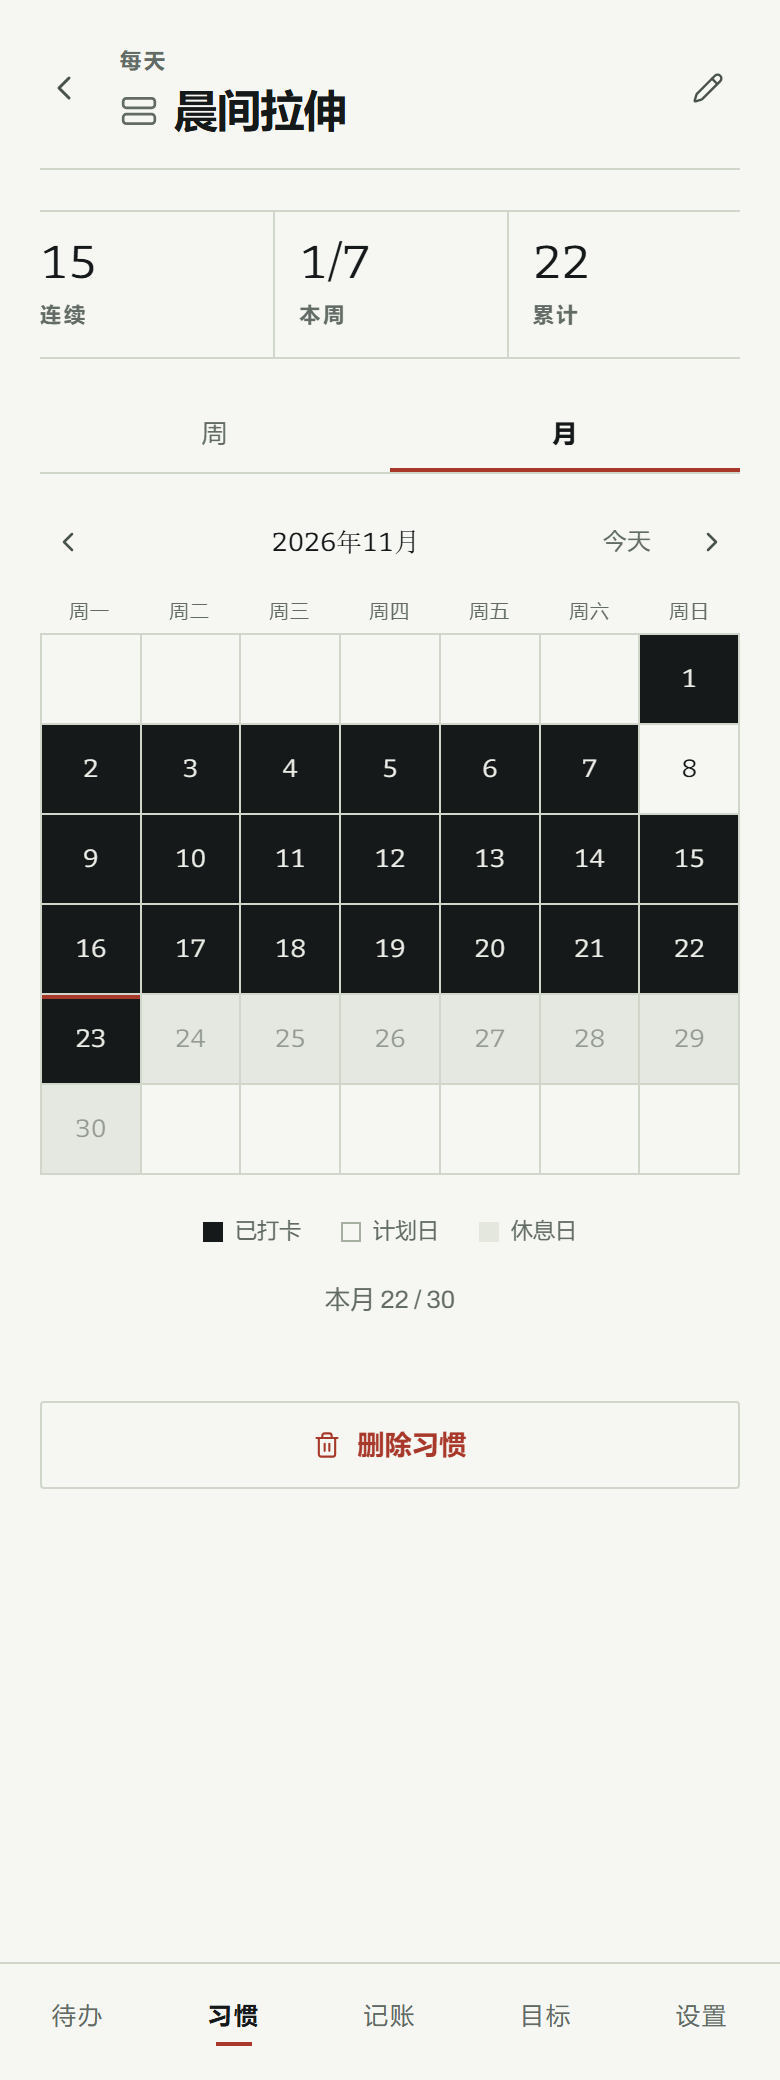 每天
晨间拉伸
15
连续
1/7
本周
22
累计
周 月
2026年11月 今天
周一 周二 周三 周四 周五 周六 周日
1
2 3 4 5 6 7 8
9 10 11 12 13 14 15
16 17 18 19 20 21 22
23 24 25 26 27 28 29
30
已打卡 计划日 休息日
本月 22 / 30
删除习惯
待办 习惯 记账 目标 设置